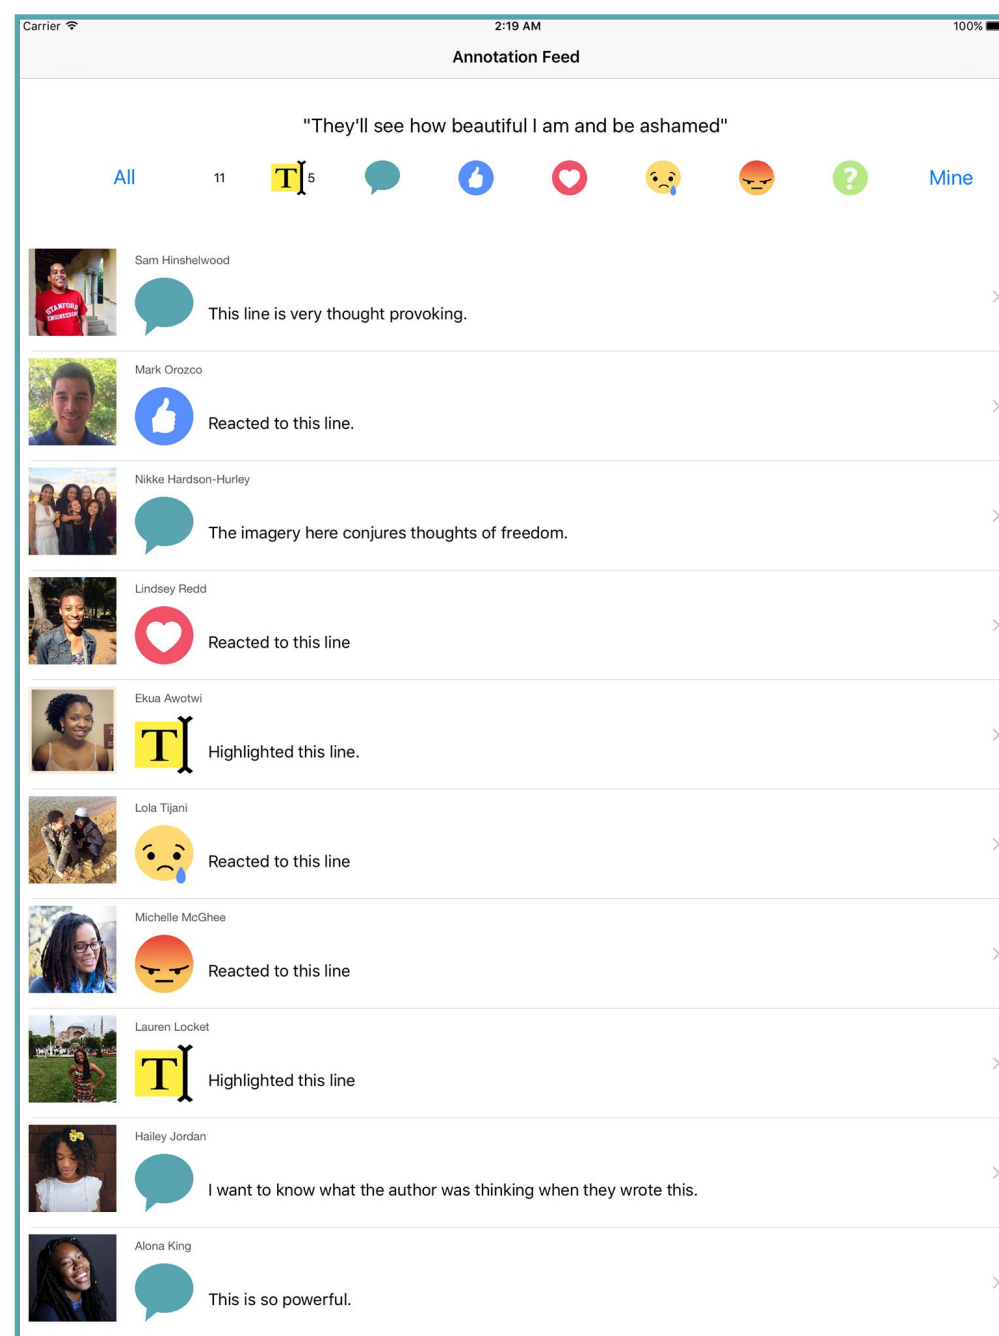 Carrier 2:19 AM 100%
Annotation Feed
"They'll see how beautiful I am and be ashamed"
All 11 T 5 ? Mine
Sam Hinshelwood
STANFORD
ENGINEERING
This line is very thought provoking.
Mark Orozco
Reacted to this line.
Nikke Hardson-Hurley
The imagery here conjures thoughts of freedom.
Lindsey Redd
Reacted to this line
Ekua Awotwi
T
Highlighted this line.
Lola Tijani
Reacted to this line
Michelle McGhee
Reacted to this line
Lauren Locket
T
Highlighted this line
Hailey Jordan
I want to know what the author was thinking when they wrote this.
Alona King
This is so powerful.